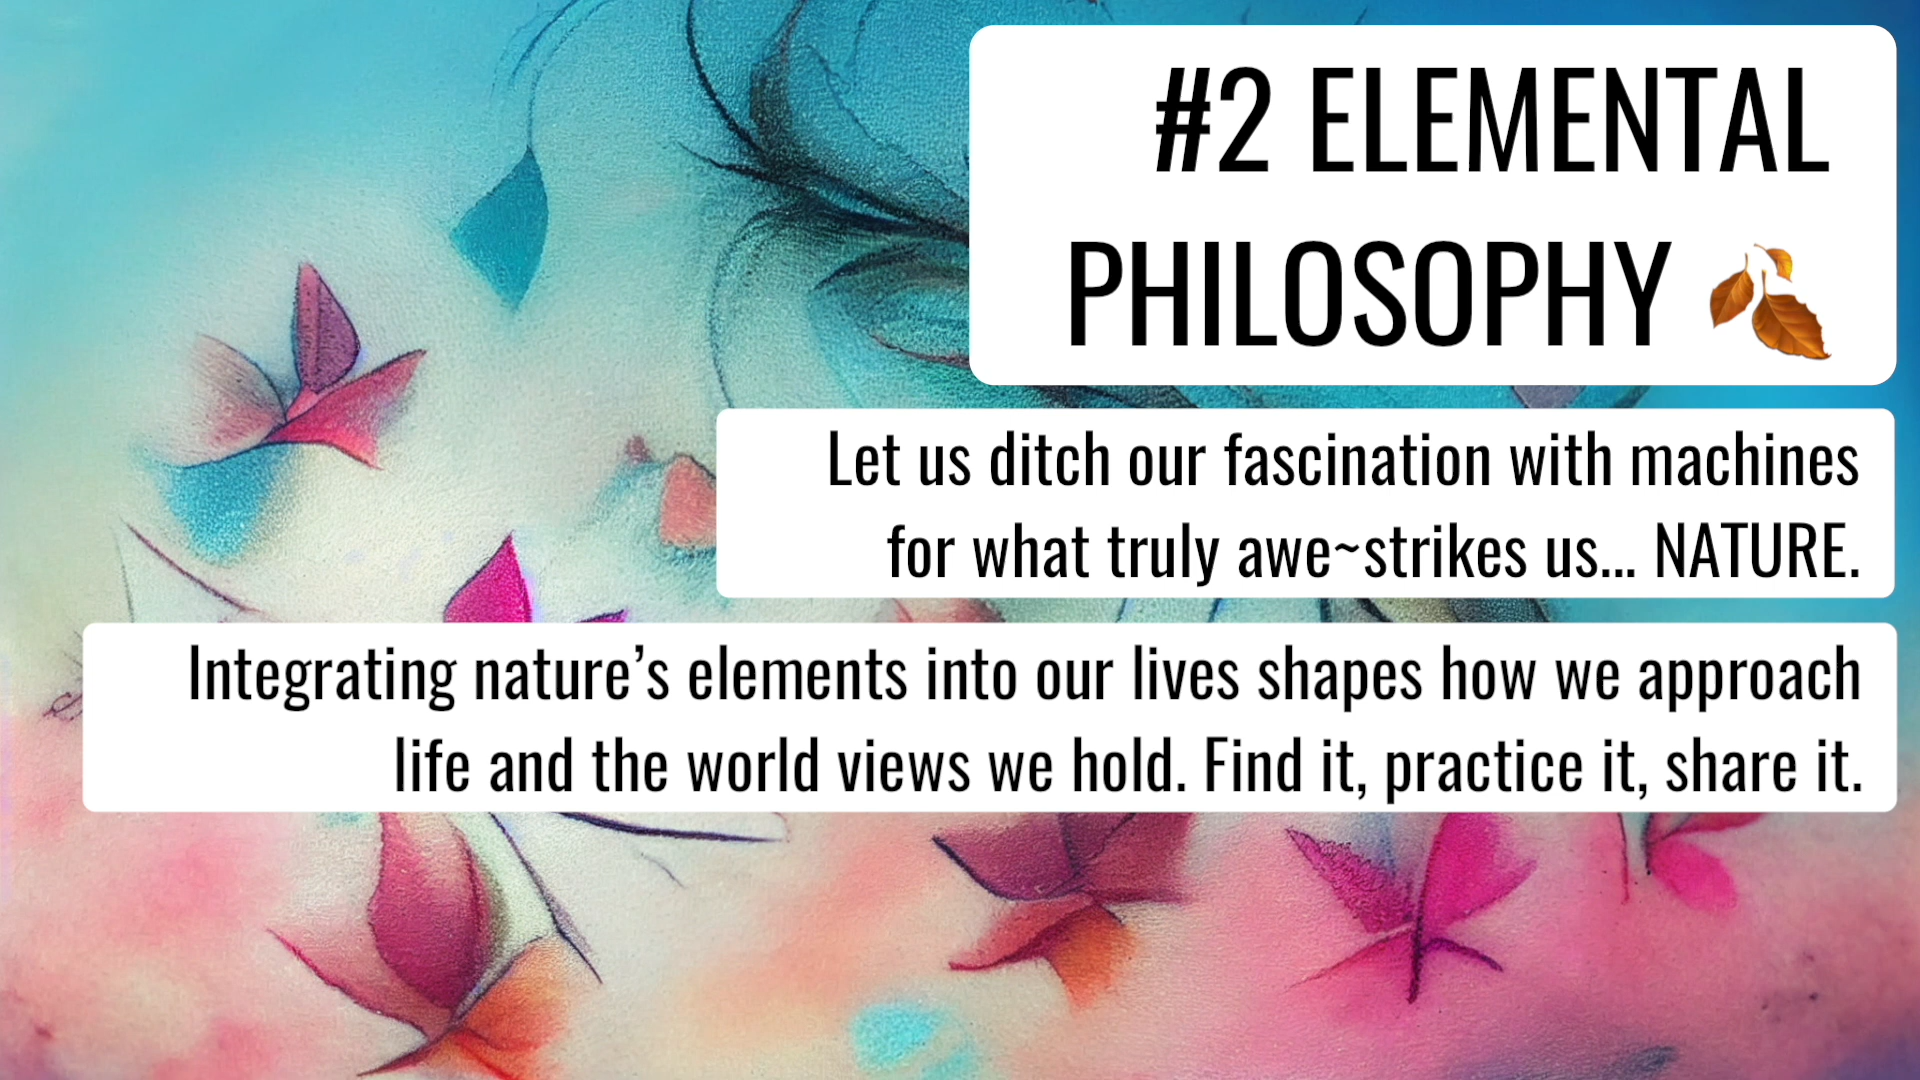 #2 ELEMENTAL
PHILOSOPHY 🍂
Let us ditch our fascination with machines
for what truly awe~strikes us... NATURE.
Integrating nature’s elements into our lives shapes how we approach
life and the world views we hold. Find it, practice it, share it.